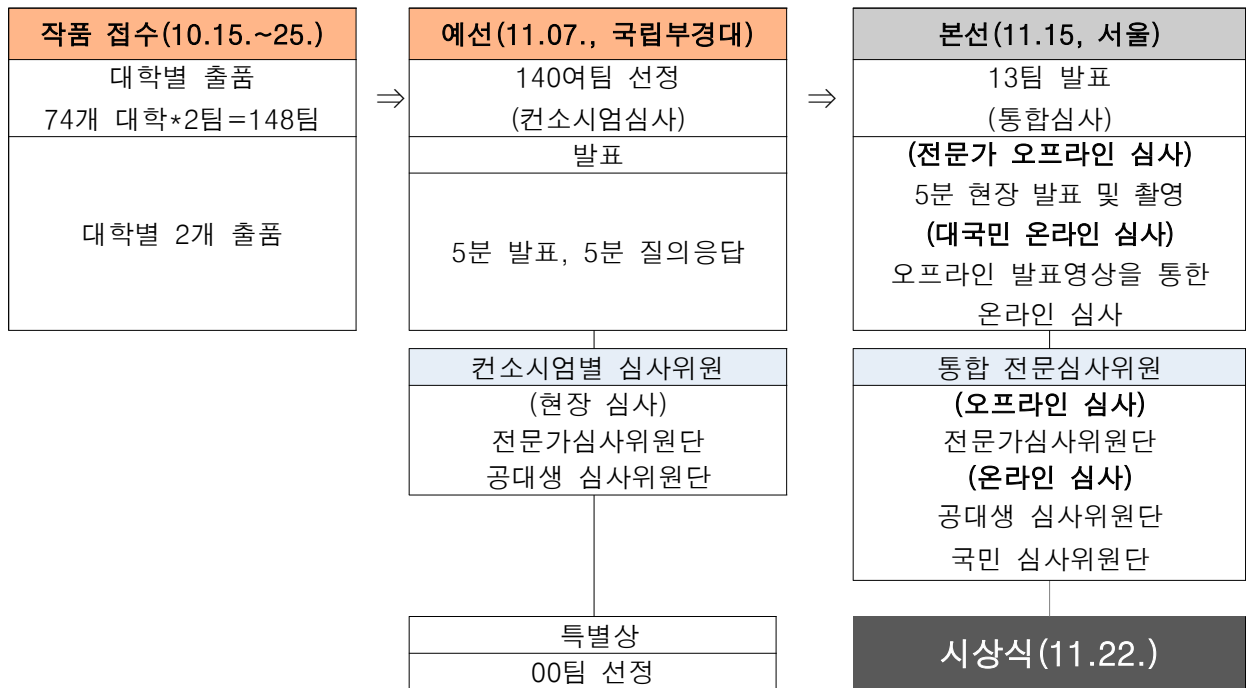 작품 접수(10.15.~25.)
대학별 출품
74개 대학*2팀=148팀
대학별 2개 출품
⇒
예선(11.07., 국립부경대)
140여팀 선정
(컨소시엄심사)
발표
5분 발표, 5분 질의응답
컨소시엄별 심사위원
(현장 심사)
전문가심사위원단
공대생 심사위원단
특별상
00팀 선정
⇒
본선(11.15, 서울)
13팀 발표
(통합심사)
(전문가 오프라인 심사)
5분 현장 발표 및 촬영
(대국민 온라인 심사)
오프라인 발표영상을 통한
온라인 심사
통합 전문심사위원
(오프라인 심사)
전문가심사위원단
(온라인 심사)
공대생 심사위원단
국민 심사위원단
시상식(11.22.)